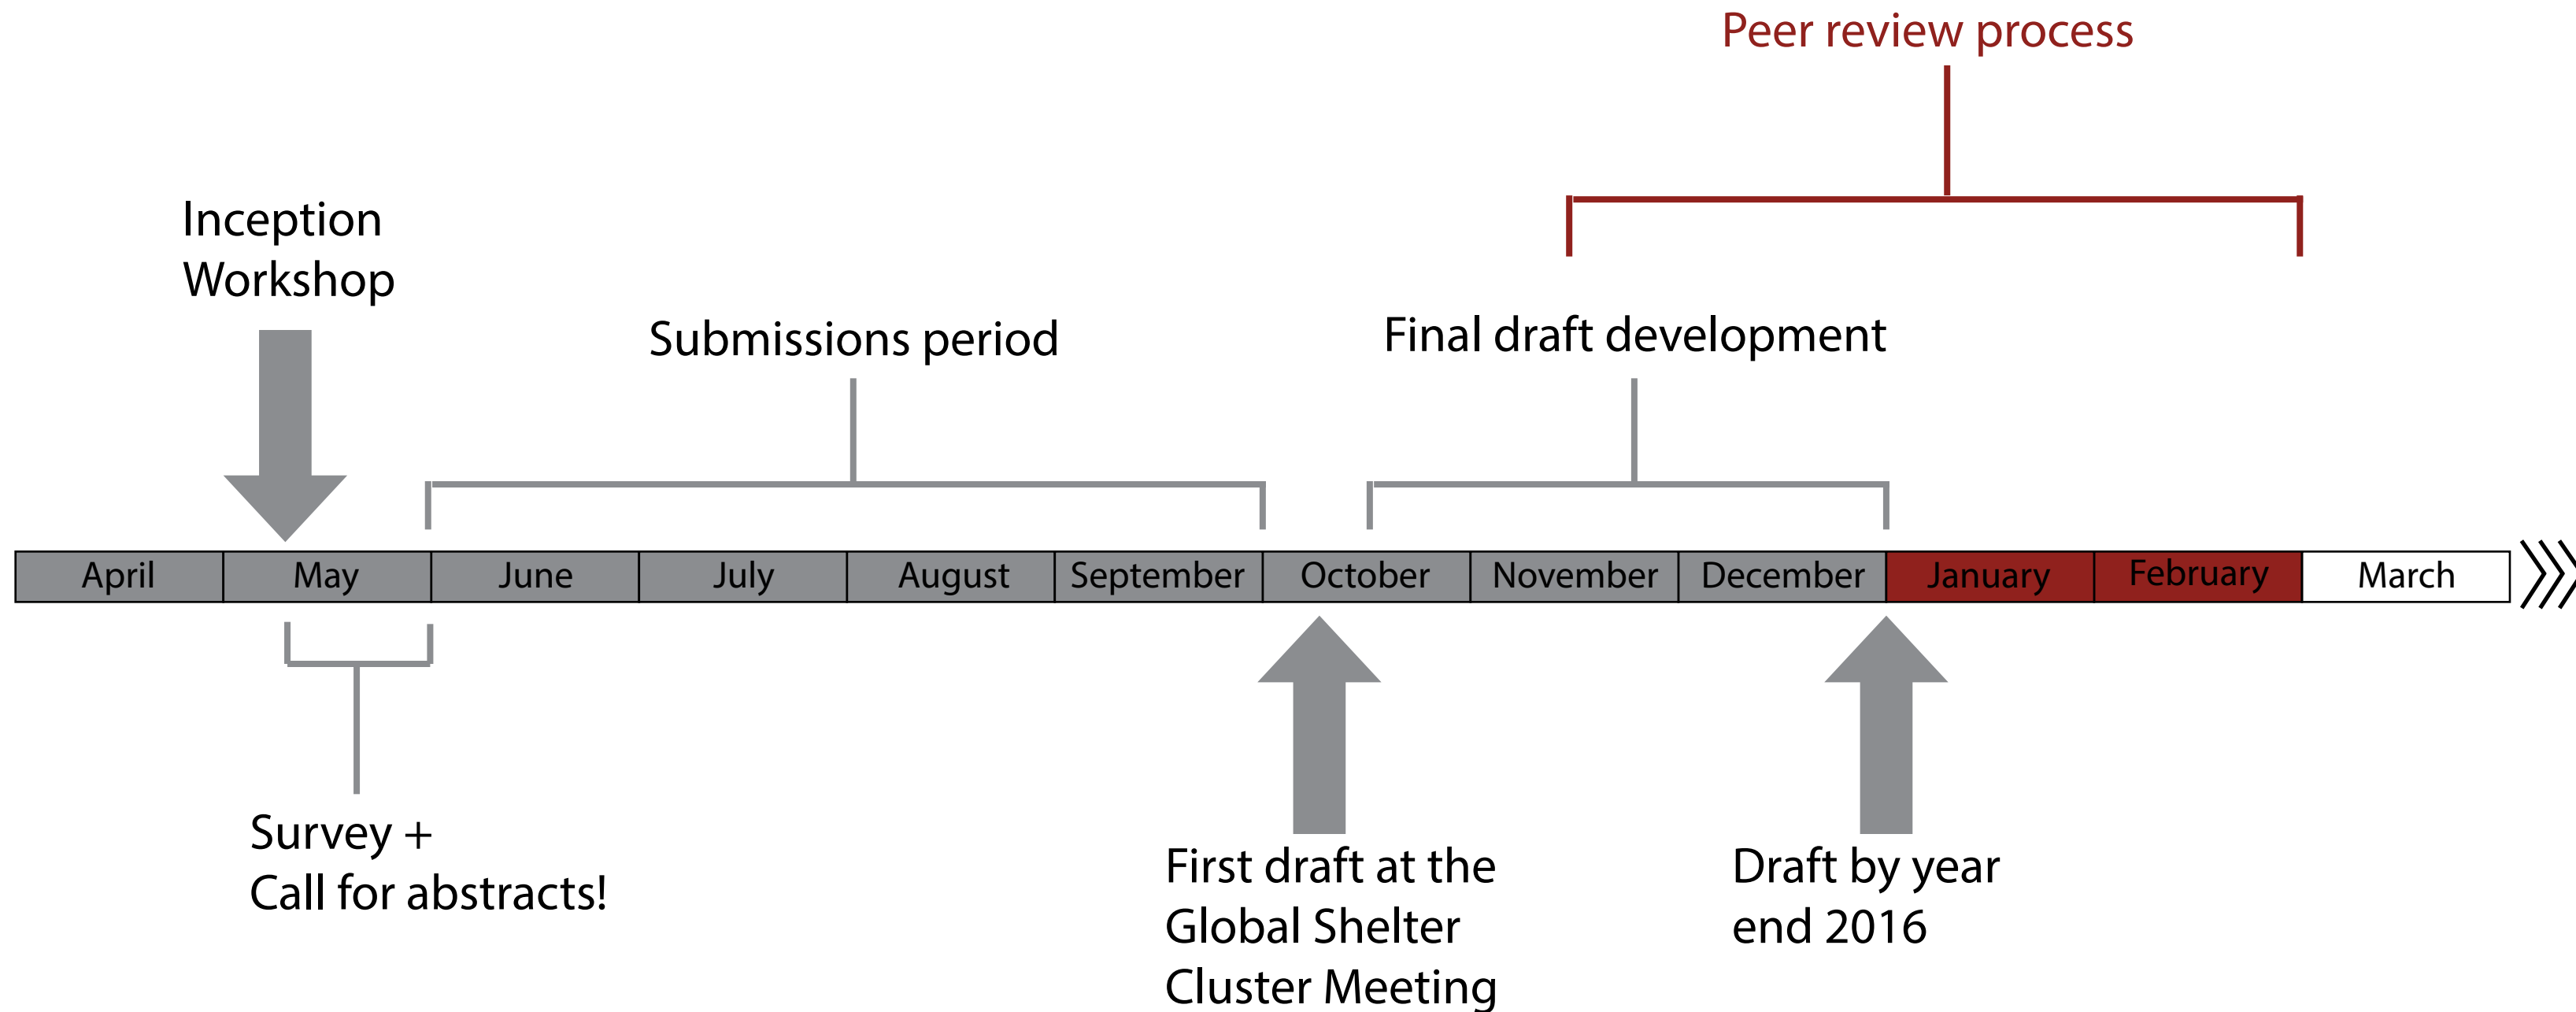 Peer review process
Inception
Workshop
Submissions period
Final draft development
April May June July August September October November December January February March
Survey +
Call for abstracts!
First draft at the
Global Shelter
Cluster Meeting
Draft by year
end 2016